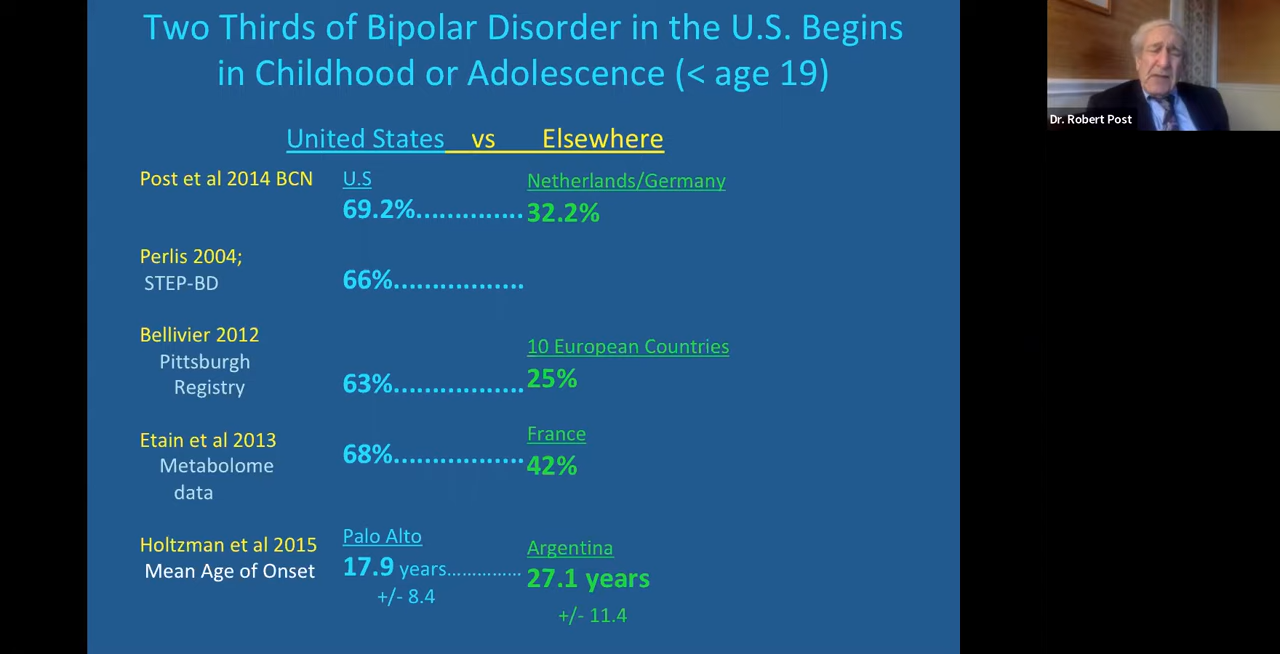 Two Thirds of Bipolar Disorder in the U.S. Begins
in Childhood or Adolescence (< age 19)
United States vs Elsewhere
Post et al 2014 BCN
U.S
69.2%..............
Netherlands/Germany
32.2%
Perlis 2004;
STEP-BD
66%.................
Bellivier 2012
Pittsburgh
Registry
63%.................
10 European Countries
25%
Etain et al 2013
Metabolome
data
68%.................
France
42%
Holtzman et al 2015
Mean Age of Onset
Palo Alto
17.9 years..............
+/- 8.4
Argentina
27.1 years
+/- 11.4
Dr. Robert Post